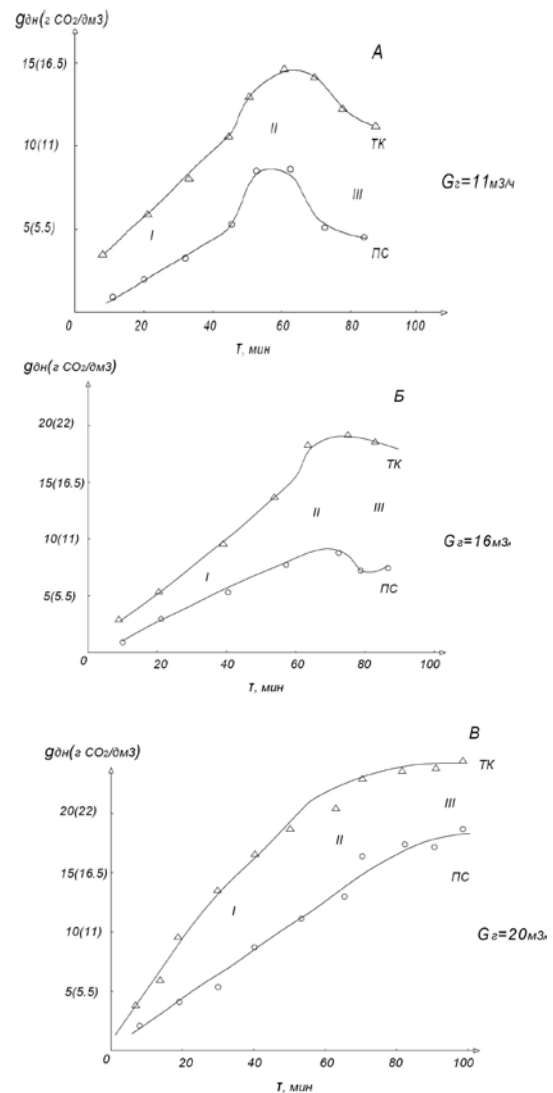 gдн(г CO2/дм3)
А
15(16.5)
ТК
II
10(11)
Gг=11м3/ч
III
5(5.5)
I
ПС
0 20 40 60 80 100
T, мин
gдн(г CO2/дм3)
Б
20(22)
ТК
15(16.5)
II III
10(11)
Gг=16м3
I
5(5.5)
ПС
0 20 40 60 80 100
T, мин
В
gдн(г CO2/дм3)
ТК
20(22)
III
II
15(16.5)
ПС
I
10(11)
Gг=20м3
5(5.5)
0 20 40 60 80 100
T, мин